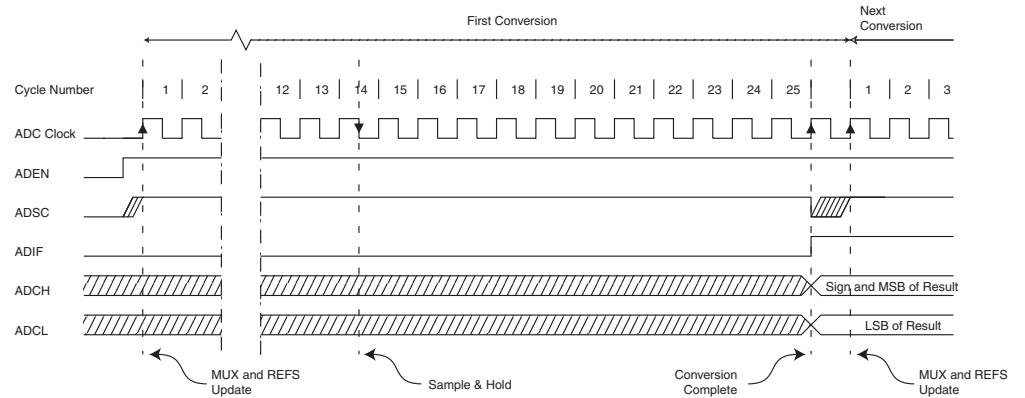 First Conversion
Next
Conversion
Cycle Number 1 2 12 13 14 15 16 17 18 19 20 21 22 23 24 25 1 2 3
ADC Clock
ADEN
ADSC
ADIF
ADCH Sign and MSB of Result
ADCL LSB of Result
MUX and REFS
Update
Sample & Hold
Conversion
Complete
MUX and REFS
Update